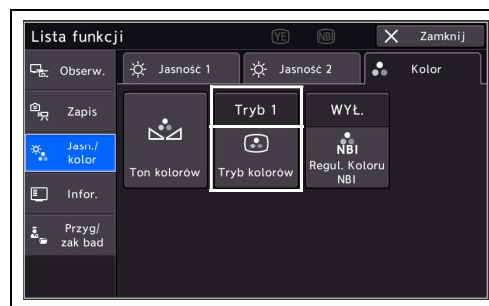 Lista funkcji
YE
NBI
Zamknij
Obserw.
Zapis
Jasn./
kolor
Infor.
Przyg/
zak bad
Jasność 1
Jasność 2
Kolor
Ton kolorów
Tryb 1
Tryb kolorów
WYŁ.
NBI
Regul. Koloru
NBI